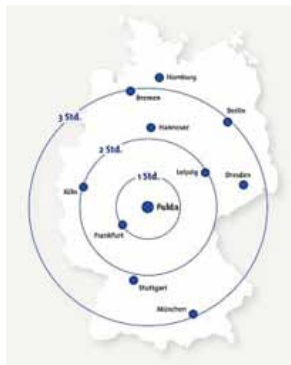 Hamburg
Bremen
3 Std.
Berlin
Hannover
2 Std.
Leipzig
1 Std.
Dresden
Köln
Fulda
Frankfurt
Stuttgart
München